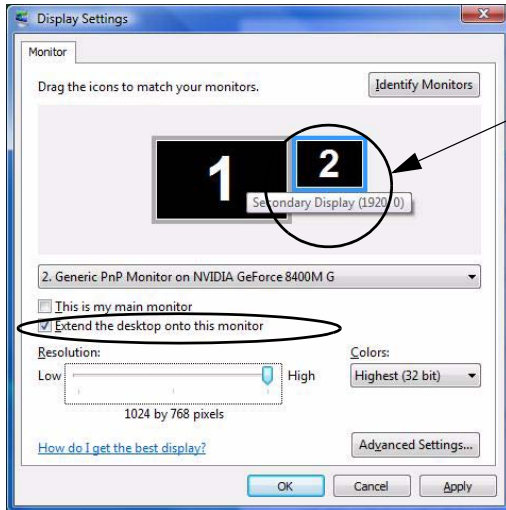 Display Settings
Monitor
Drag the icons to match your monitors.
Identify Monitors
1
2
Secondary Display (1920, 0)
2. Generic PnP Monitor on NVIDIA GeForce 8400M G
This is my main monitor
Extend the desktop onto this monitor
Resolution:
Colors:
Low
High
Highest (32 bit)
1024 by 768 pixels
How do I get the best display?
Advanced Settings...
OK
Cancel
Apply